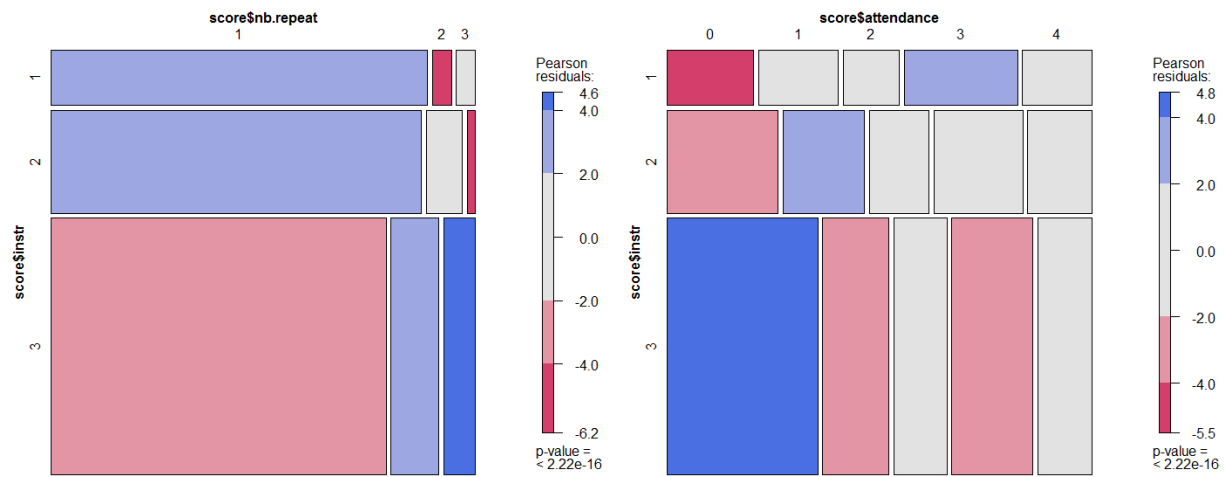 score$nb.repeat
1 2 3
score$instr
1
2
3
Pearson
residuals:
4.6
4.0
2.0
0.0
-2.0
-4.0
-6.2
p-value =
< 2.22e-16
score$attendance
0 1 2 3 4
score$instr
1
2
3
Pearson
residuals:
4.8
4.0
2.0
0.0
-2.0
-4.0
-5.5
p-value =
< 2.22e-16